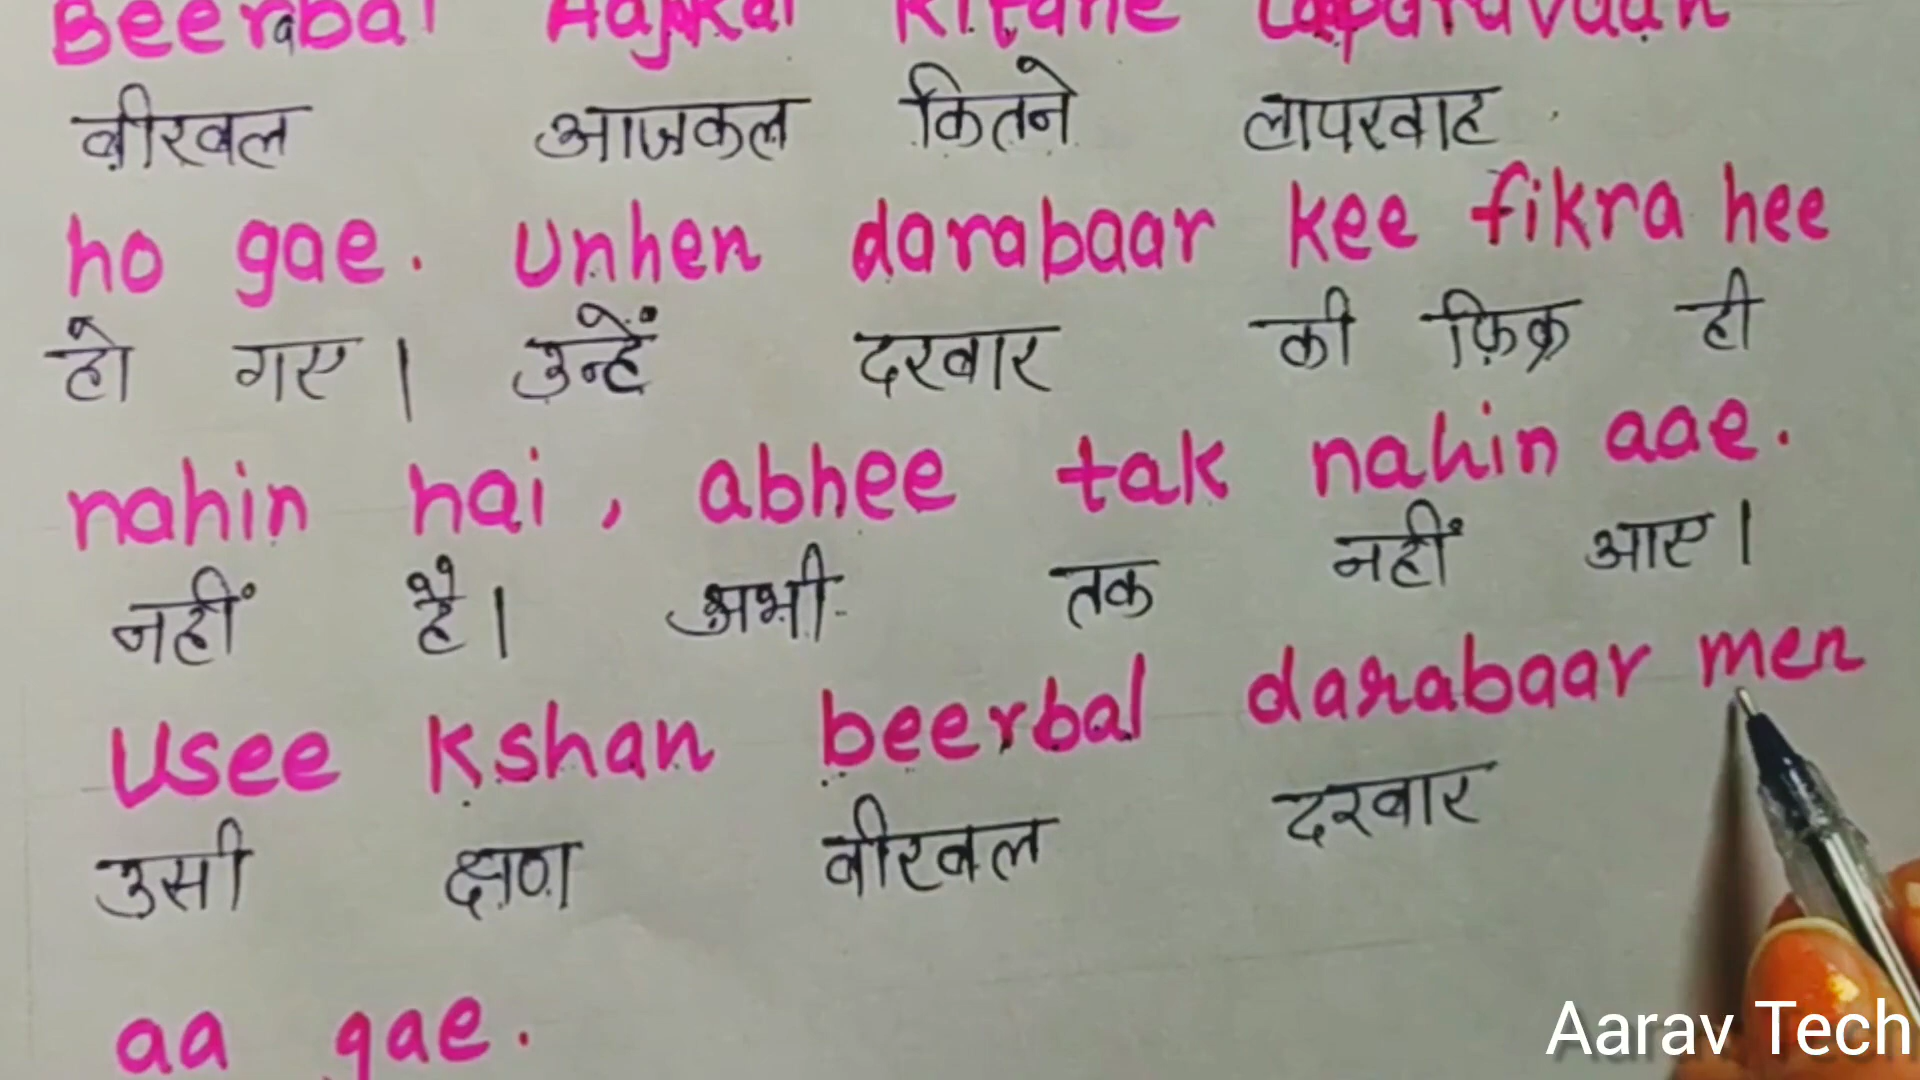 Beerbal Aajkal kitane laparavaah
बीरबल आजकल कितने लापरवाह
ho gae. Unhen darabaar kee fikra hee
हो गए। उन्हें दरबार की फ़िक्र ही
nahin hai, abhee tak nahin aae.
नहीं है। अभी तक नहीं आए।
Usee kshan beerbal darabaar men
उसी क्षण बीरबल दरबार
aa gae.
Aarav Tech